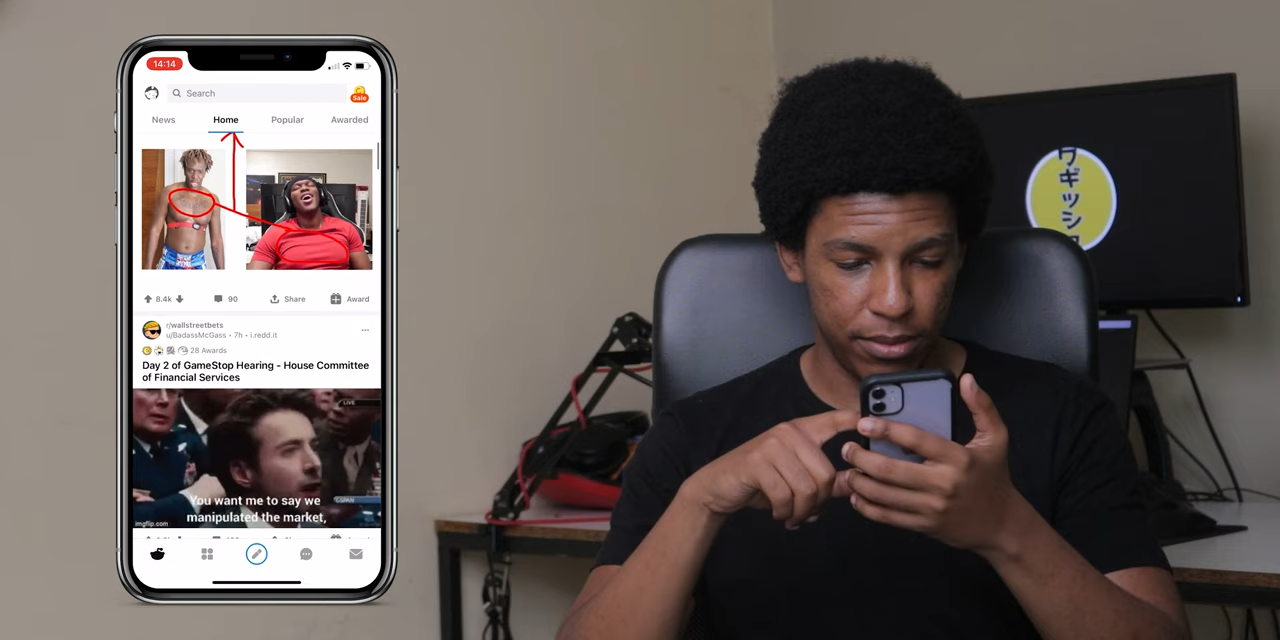 14:14
Search
Sale
News
Home
Popular
Awarded
8.4k
90
Share
Award
r/wallstreetbets
u/BadassMcGass • 7h • i.redd.it
28 Awards
Day 2 of GameStop Hearing - House Committee
of Financial Services
LIVE
CSPAN
You want me to say we
manipulated the market,
imgflip.com
ワギッシ